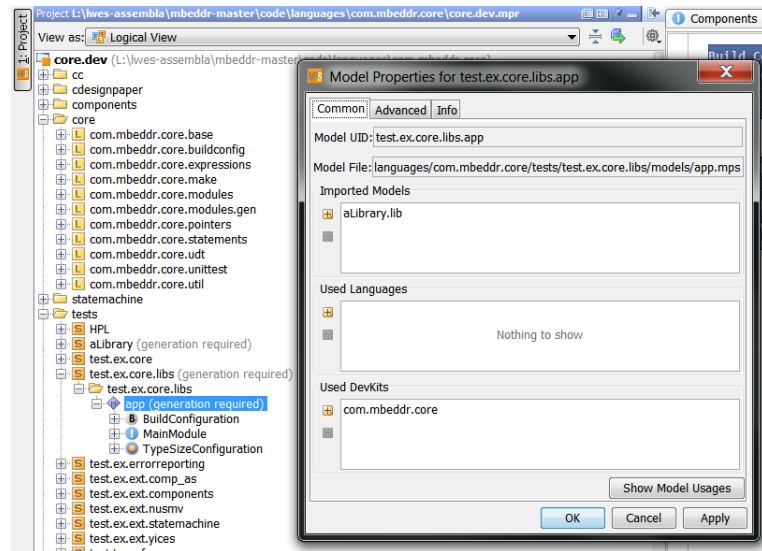 Project L:\lwes-assembla\mbeddr-master\code\languages\com.mbeddr.core\core.dev.mpr
1: Project
View as: Logical View
core.dev (L:\lwes-assembla\mbeddr-master\code\languages\com.mbeddr.core)
cc
cdesignpaper
components
core
com.mbeddr.core.base
com.mbeddr.core.buildconfig
com.mbeddr.core.expressions
com.mbeddr.core.make
com.mbeddr.core.modules
com.mbeddr.core.modules.gen
com.mbeddr.core.pointers
com.mbeddr.core.statements
com.mbeddr.core.udt
com.mbeddr.core.unittest
com.mbeddr.core.util
statemachine
tests
HPL
aLibrary (generation required)
test.ex.core
test.ex.core.libs (generation required)
test.ex.core.libs
app (generation required)
BuildConfiguration
MainModule
TypeSizeConfiguration
test.ex.errorreporting
test.ex.ext.comp_as
test.ex.ext.components
test.ex.ext.nusmv
test.ex.ext.statemachine
test.ex.ext.yices
Components
Build C
Model Properties for test.ex.core.libs.app
Common Advanced Info
Model UID: test.ex.core.libs.app
Model File: languages/com.mbeddr.core/tests/test.ex.core.libs/models/app.mps
Imported Models
aLibrary.lib
Used Languages
Nothing to show
Used DevKits
com.mbeddr.core
Show Model Usages
OK Cancel Apply